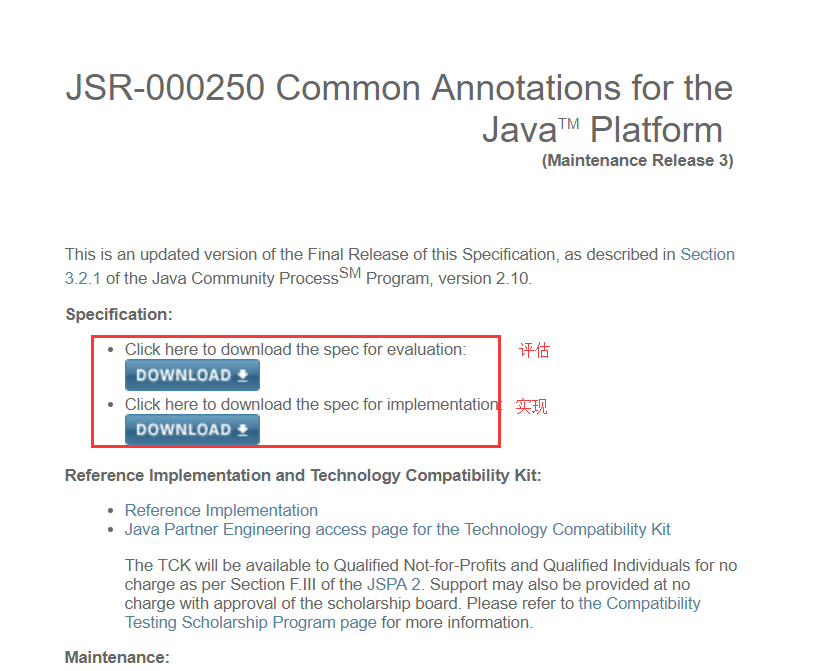 JSR-000250 Common Annotations for the
Java™ Platform
(Maintenance Release 3)
This is an updated version of the Final Release of this Specification, as described in Section
3.2.1 of the Java Community ProcessSM Program, version 2.10.
Specification:
• Click here to download the spec for evaluation: 评估
DOWNLOAD
• Click here to download the spec for implementation: 实现
DOWNLOAD
Reference Implementation and Technology Compatibility Kit:
• Reference Implementation
• Java Partner Engineering access page for the Technology Compatibility Kit
The TCK will be available to Qualified Not-for-Profits and Qualified Individuals for no
charge as per Section F.III of the JSPA 2. Support may also be provided at no
charge with approval of the scholarship board. Please refer to the Compatibility
Testing Scholarship Program page for more information.
Maintenance: